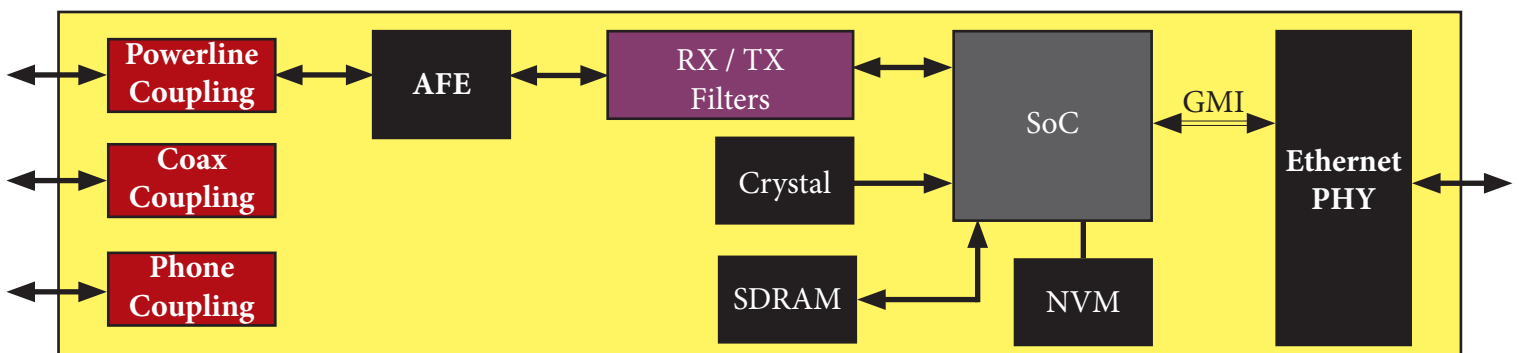 Powerline
Coupling
AFE
RX / TX
Filters
SoC
GMI
Ethernet
PHY
Coax
Coupling
Crystal
Phone
Coupling
SDRAM
NVM